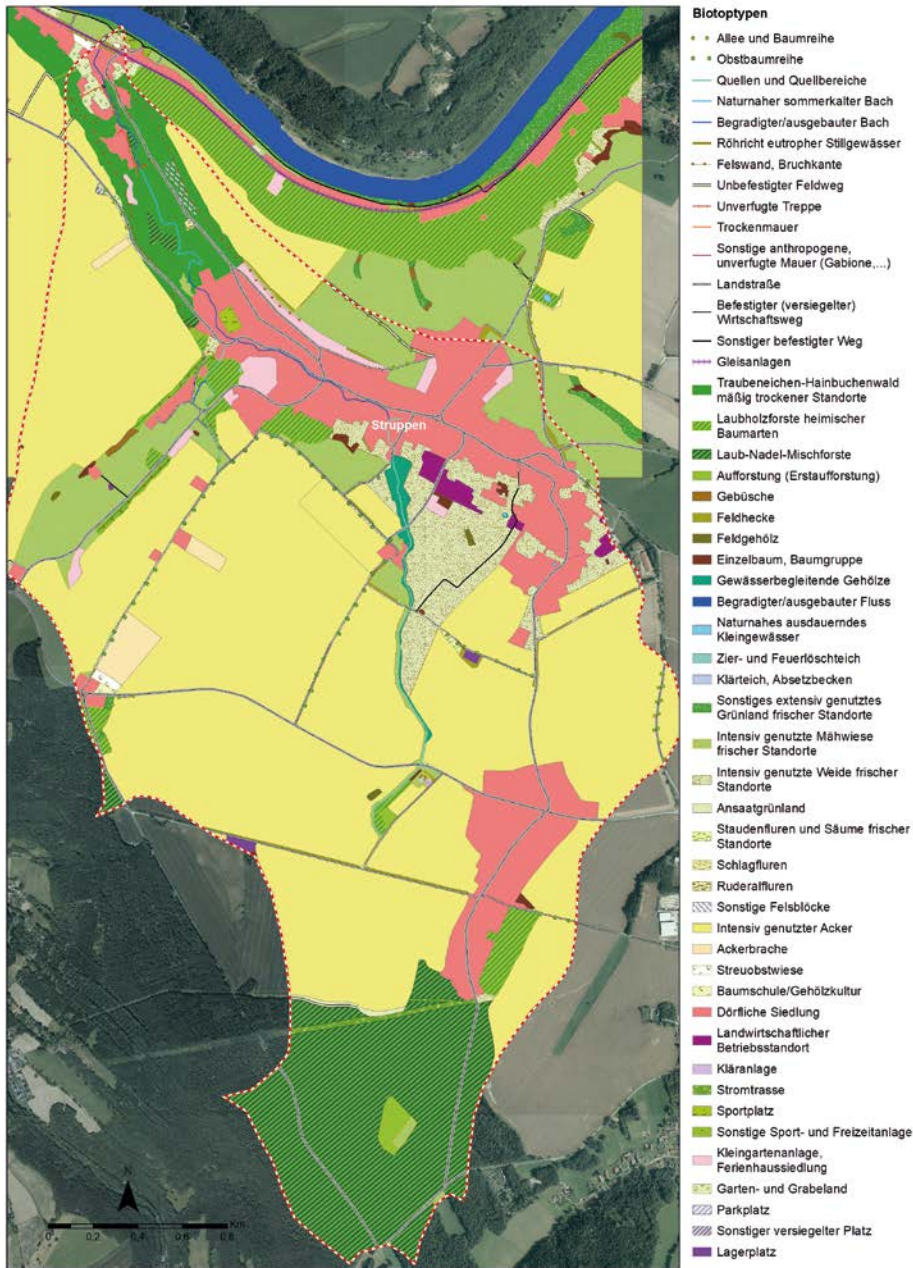 Biotoptypen
Allee und Baumreihe
Obstbaumreihe
Quellen und Quellbereiche
Naturnaher sommerkalter Bach
Begradigter/ausgebauter Bach
Röhricht eutropher Stillgewässer
Felswand, Bruchkante
Unbefestigter Feldweg
Unverfugte Treppe
Trockenmauer
Sonstige anthropogene,
unverfugte Mauer (Gabione,...)
Landstraße
Befestigter (versiegelter)
Wirtschaftsweg
Sonstiger befestigter Weg
Gleisanlagen
Traubeneichen-Hainbuchenwald
mäßig trockener Standorte
Laubholzforste heimischer
Baumarten
Laub-Nadel-Mischforste
Aufforstung (Erstaufforstung)
Gebüsche
Feldhecke
Feldgehölz
Einzelbaum, Baumgruppe
Gewässerbegleitende Gehölze
Begradigter/ausgebauter Fluss
Naturnahes ausdauerndes
Kleingewässer
Zier- und Feuerlöschteich
Klärteich, Absetzbecken
Sonstiges extensiv genutztes
Grünland frischer Standorte
Intensiv genutzte Mähwiese
frischer Standorte
Intensiv genutzte Weide frischer
Standorte
Ansaatgrünland
Staudenfluren und Säume frischer
Standorte
Schlagfluren
Ruderalfluren
Sonstige Felsblöcke
Intensiv genutzter Acker
Ackerbrache
Streuobstwiese
Baumschule/Gehölzkultur
Dörfliche Siedlung
Landwirtschaftlicher
Betriebsstandort
Kläranlage
Stromtrasse
Sportplatz
Sonstige Sport- und Freizeitanlage
Kleingartenanlage,
Ferienhaussiedlung
Garten- und Grabeland
Parkplatz
Sonstiger versiegelter Platz
Lagerplatz
Struppen
N
Km
0 0,2 0,4 0,6 0,8